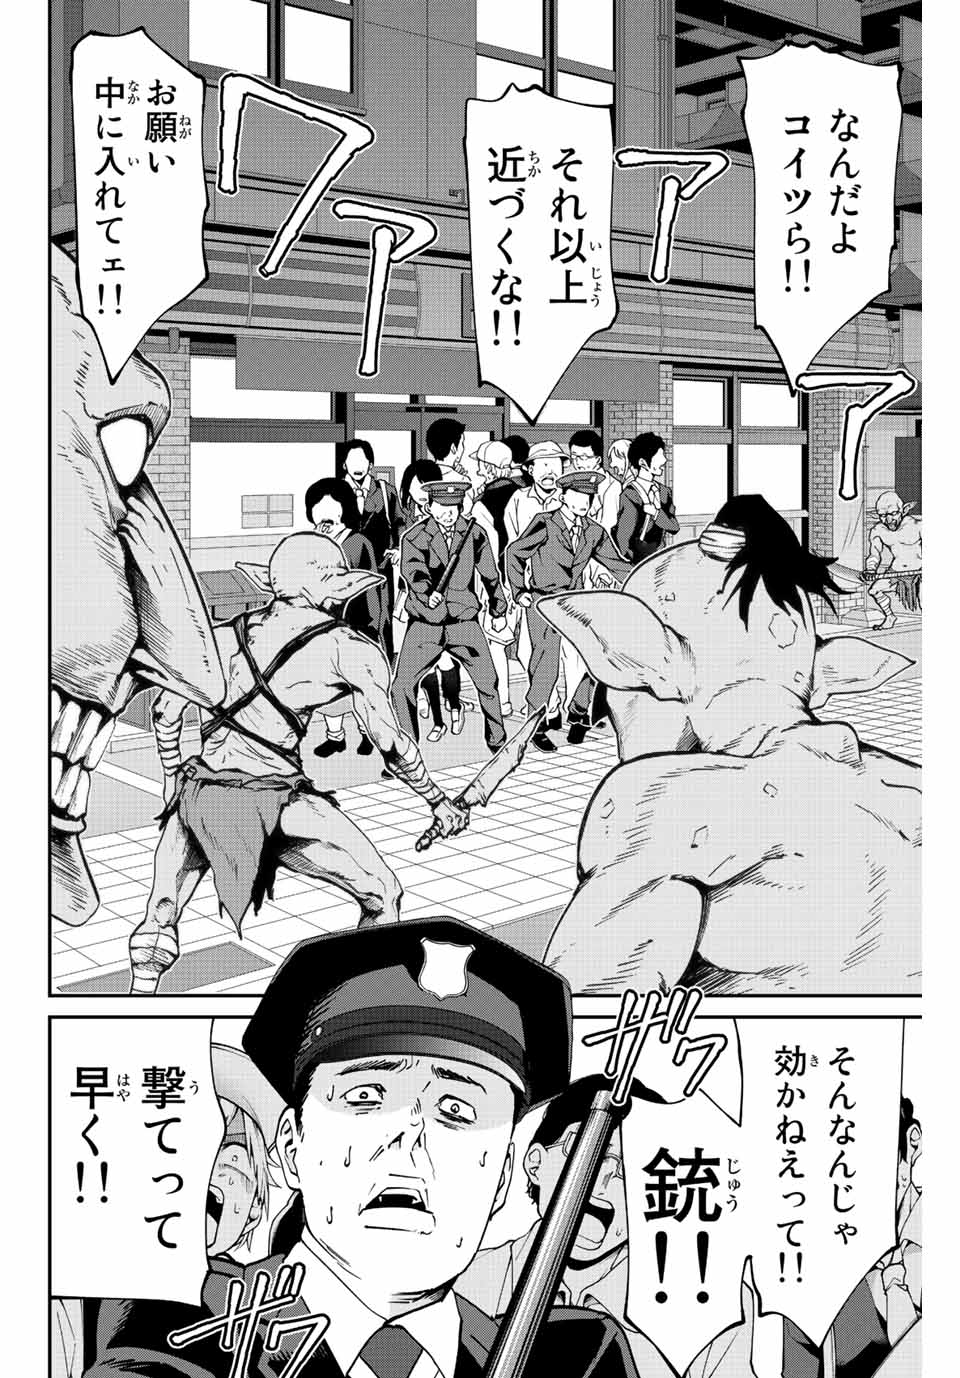 なんだよ
コイツら!!
それ以上
近づくな!!
お願い
中に入れてェ!!
ワァァァ
そんなんじゃ
効かねえって!!
銃!!
撃てって
早く!!
ザワ
ザワ